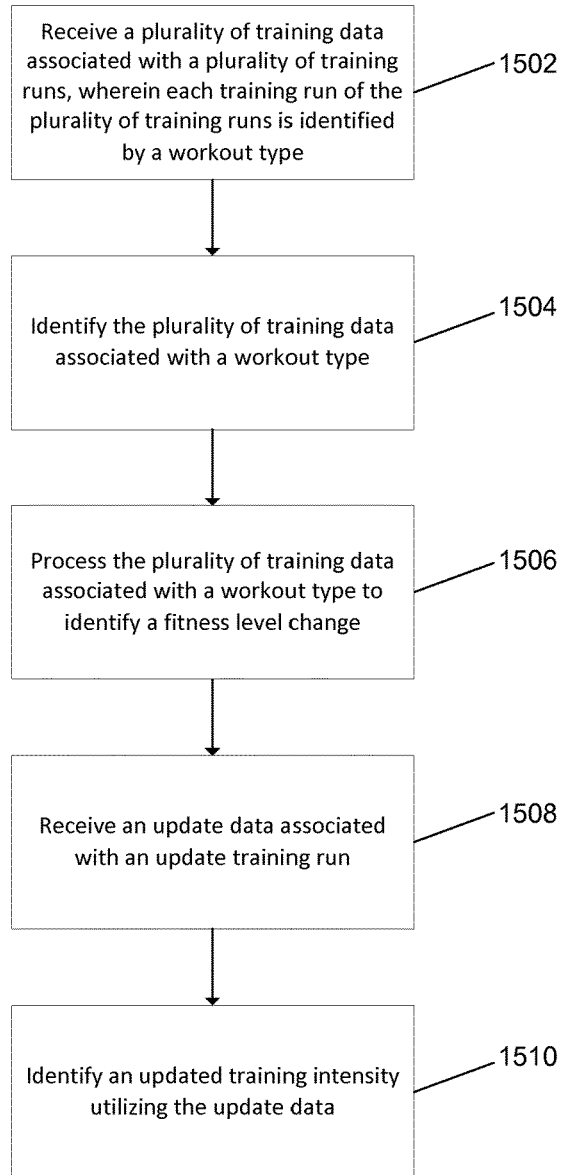 Receive a plurality of training data
associated with a plurality of training
runs, wherein each training run of the
plurality of training runs is identified
by a workout type
1502
Identify the plurality of training data
associated with a workout type
1504
Process the plurality of training data
associated with a workout type to
identify a fitness level change
1506
Receive an update data associated
with an update training run
1508
Identify an updated training intensity
utilizing the update data
1510